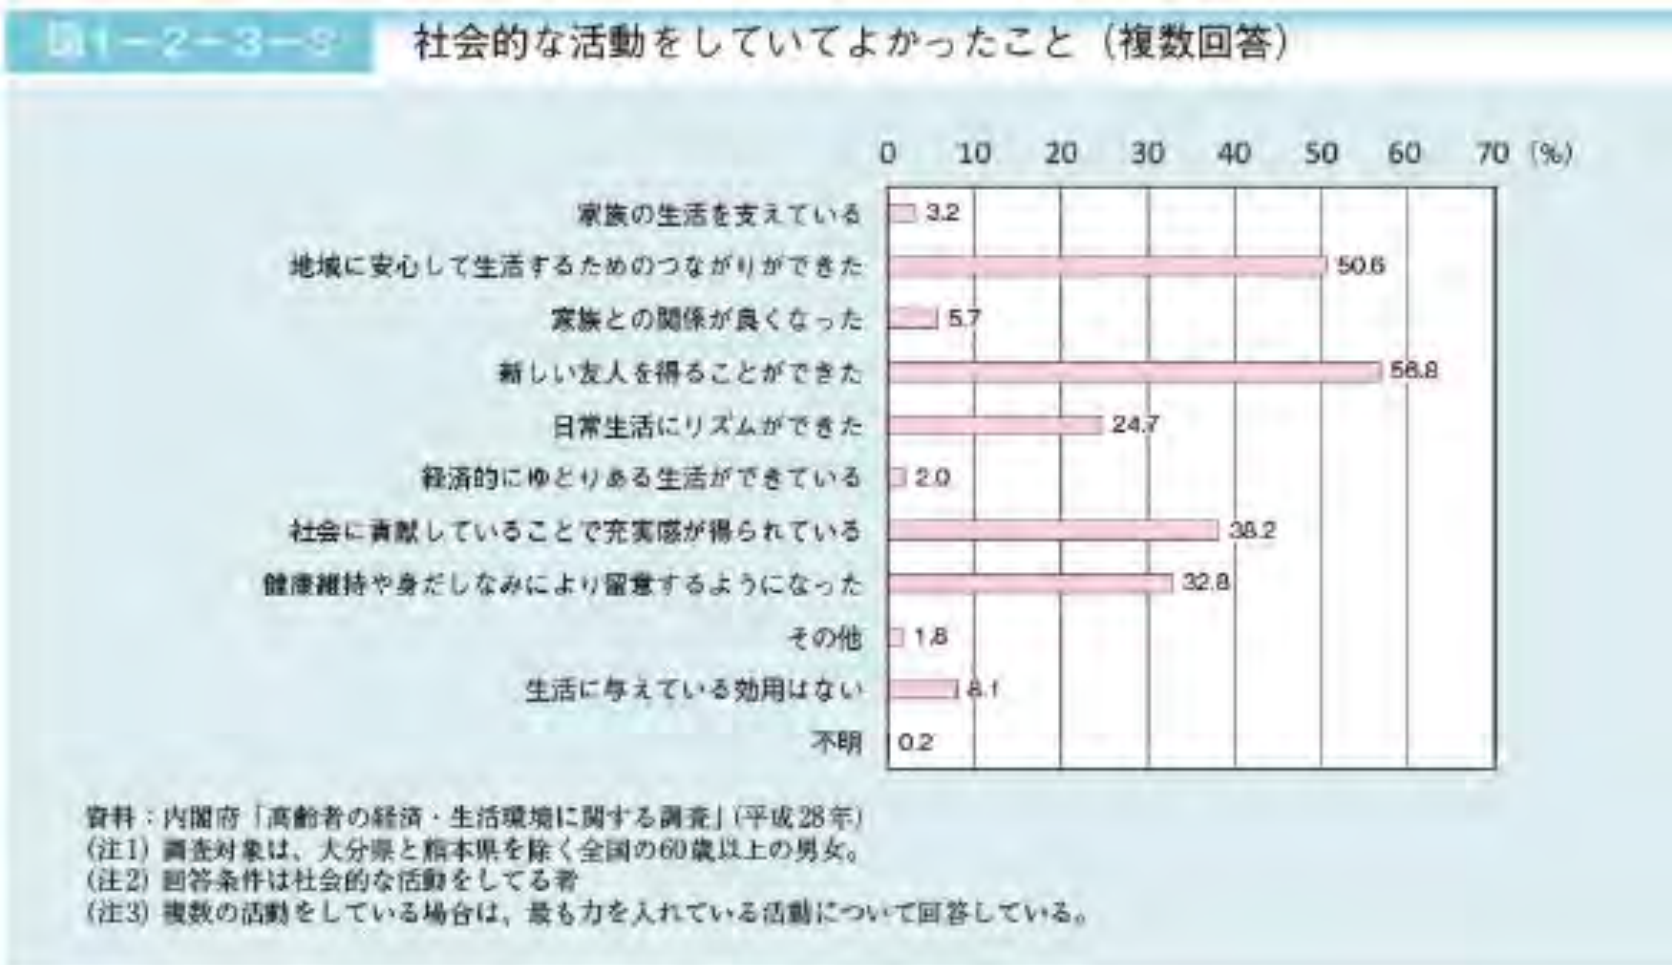 図1-2-3-3
社会的な活動をしていてよかったこと（複数回答）
0 10 20 30 40 50 60 70 (%)
家族の生活を支えている 3.2
地域に安心して生活するためのつながりができた 50.6
家族との関係が良くなった 5.7
新しい友人を得ることができた 56.8
日常生活にリズムができた 24.7
経済的にゆとりある生活ができている 2.0
社会に貢献していることで充実感が得られている 38.2
健康維持や身だしなみにより留意するようになった 32.8
その他
生活に与えている効用はない 8.1
不明 0.2
資料：内閣府「高齢者の経済・生活環境に関する調査」（平成28年）
(注1) 調査対象は、大分県と熊本県を除く全国の60歳以上の男女。
(注2) 回答条件は社会的な活動をしてる者
(注3) 複数の活動をしている場合は、最も力を入れている活動について回答している。